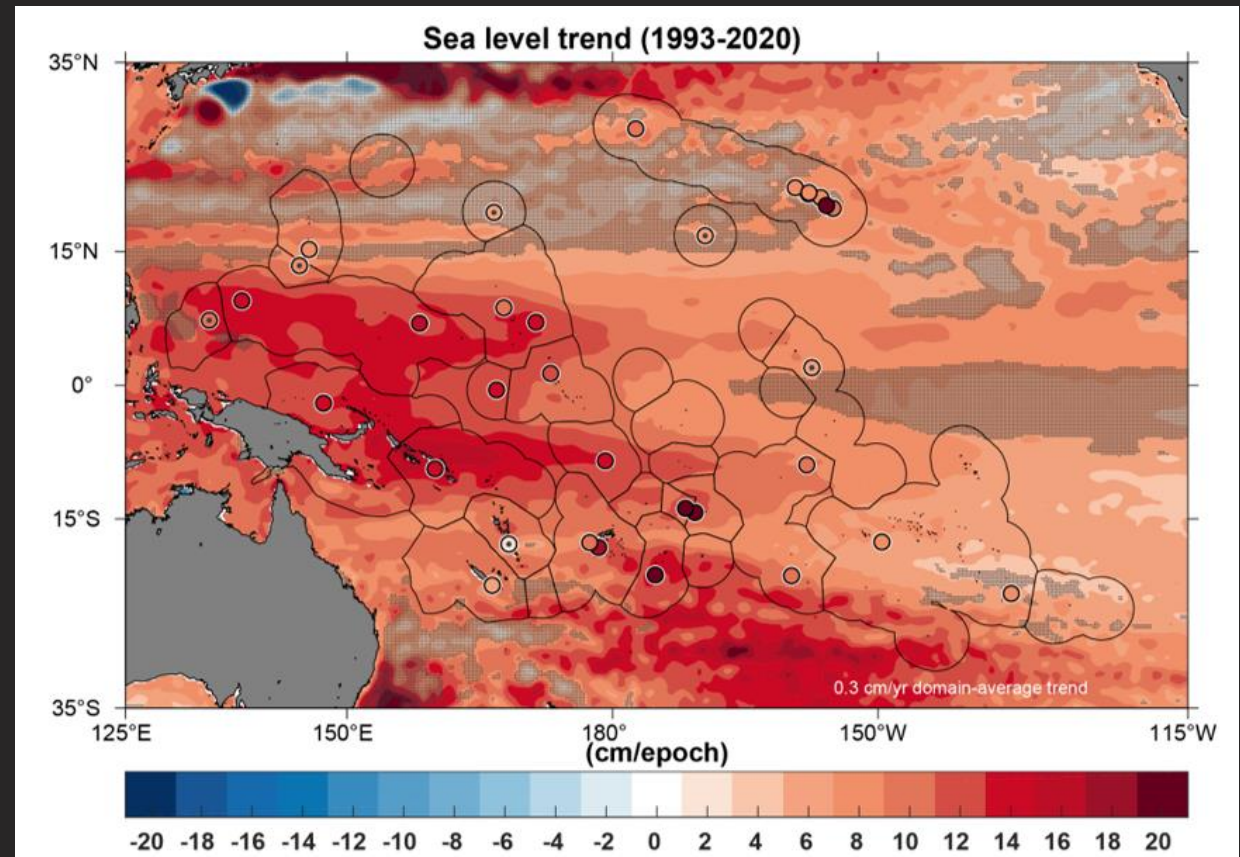 Sea level trend (1993-2020)
35°N
15°N
0°
15°S
35°S
0.3 cm/yr domain-average trend
125°E 150°E 180° 150°W 115°W
(cm/epoch)
-20 -18 -16 -14 -12 -10 -8 -6 -4 -2 0 2 4 6 8 10 12 14 16 18 20